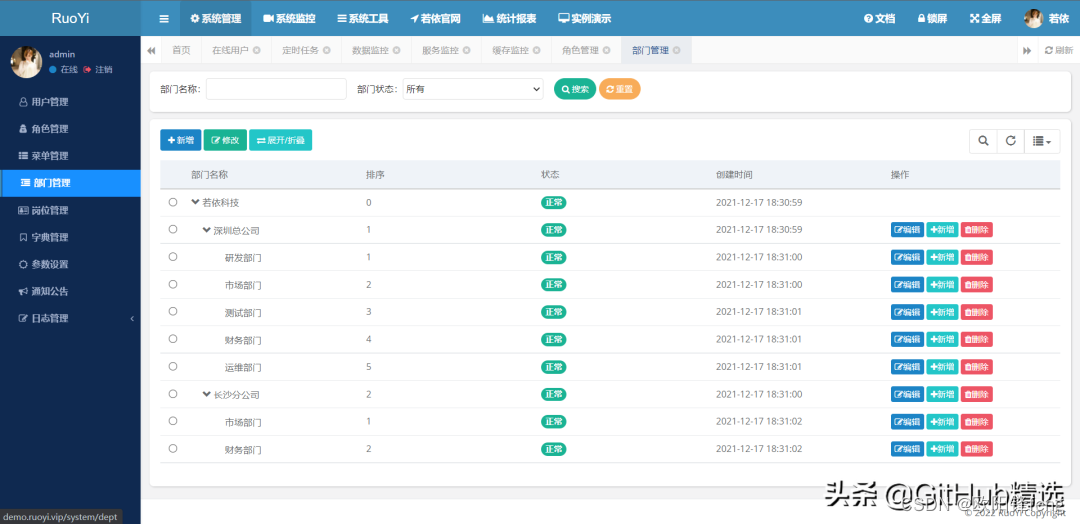 RuoYi 系统管理 系统监控 系统工具 若依官网 统计报表 实例演示 文档 锁屏 全屏 若依
首页 在线用户 定时任务 数据监控 服务监控 缓存监控 角色管理 部门管理 刷新
admin
在线 注销
用户管理
角色管理
菜单管理
部门管理
岗位管理
字典管理
参数设置
通知公告
日志管理
部门名称: 部门状态: 所有 搜索 重置
新增 修改 展开/折叠
部门名称 排序 状态 创建时间 操作
若依科技 0 正常 2021-12-17 18:30:59
深圳总公司 1 正常 2021-12-17 18:30:59 编辑 新增 删除
研发部门 1 正常 2021-12-17 18:31:00 编辑 新增 删除
市场部门 2 正常 2021-12-17 18:31:00 编辑 新增 删除
测试部门 3 正常 2021-12-17 18:31:01 编辑 新增 删除
财务部门 4 正常 2021-12-17 18:31:01 编辑 新增 删除
运维部门 5 正常 2021-12-17 18:31:01 编辑 新增 删除
长沙分公司 2 正常 2021-12-17 18:31:00 编辑 新增 删除
市场部门 1 正常 2021-12-17 18:31:02 编辑 新增 删除
财务部门 2 正常 2021-12-17 18:31:02 编辑 新增 删除
头条 @GitHub精选
CSDN @欧阳锋
© 2022 RuoYi Copyright
demo.ruoyi.vip/system/dept